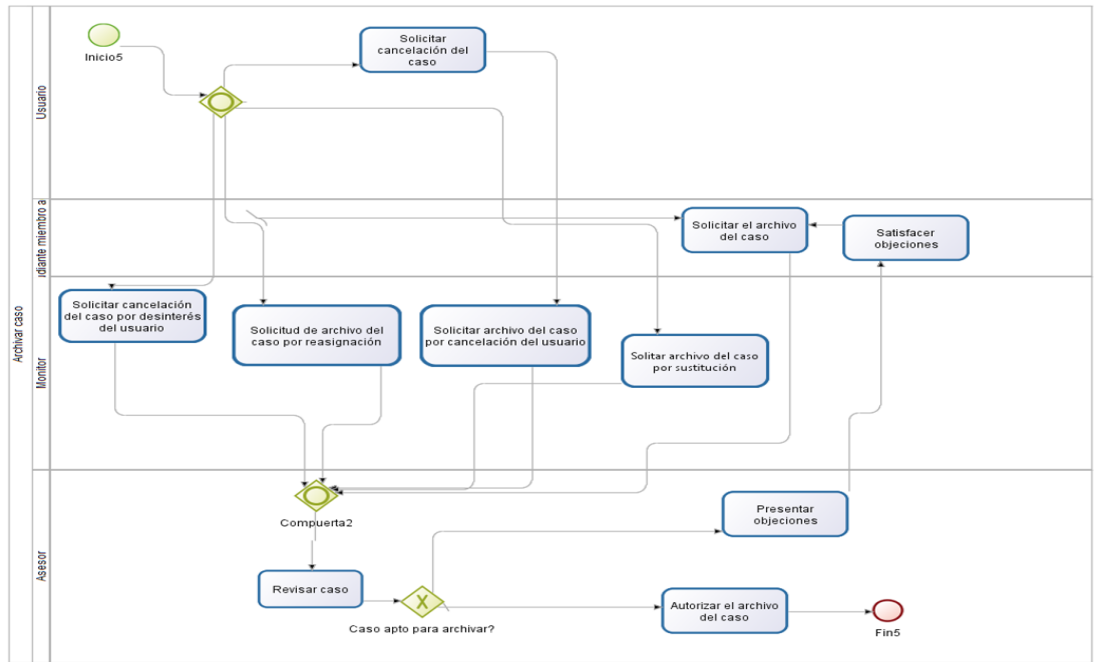 Archivar caso
Usuario
Inicio5
Solicitar
cancelación del
caso
diante miembro a
Solicitar el archivo
del caso
Satisfacer
objeciones
Monitor
Solicitar cancelación
del caso por desinterés
del usuario
Solicitud de archivo del
caso por reasignación
Solicitar archivo del caso
por cancelación del usuario
Solitar archivo del caso
por sustitución
Asesor
Compuerta2
Presentar
objeciones
Revisar caso
X
Caso apto para archivar?
Autorizar el archivo
del caso
Fin5